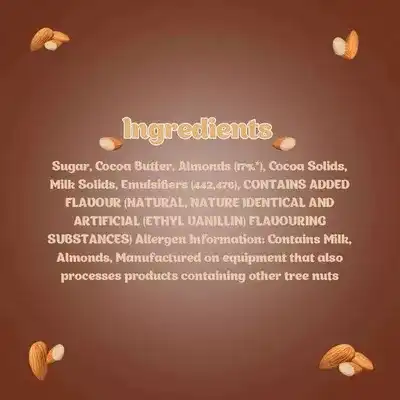 Ingredients
Sugar, Cocoa Butter, Almonds (17%*), Cocoa Solids,
Milk Solids, Emulsifiers (442,476), CONTAINS ADDED
FLAVOUR (NATURAL, NATURE IDENTICAL AND
ARTIFICIAL (ETHYL VANILLIN) FLAVOURING
SUBSTANCES) Allergen Information: Contains Milk,
Almonds, Manufactured on equipment that also
processes products containing other tree nuts